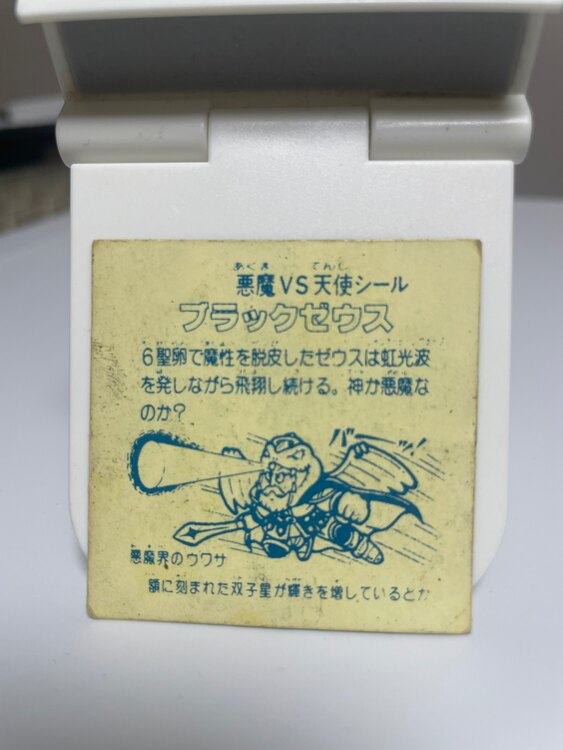 あくま てんし
悪魔VS天使シール
ブラックゼウス
6聖卵で魔性を脱皮したゼウスは虹光波
を発しながら飛翔し続ける。神か悪魔な
のか?
バーッ!
悪魔界のウワサ
額に刻まれた双子星が輝きを増しているとか